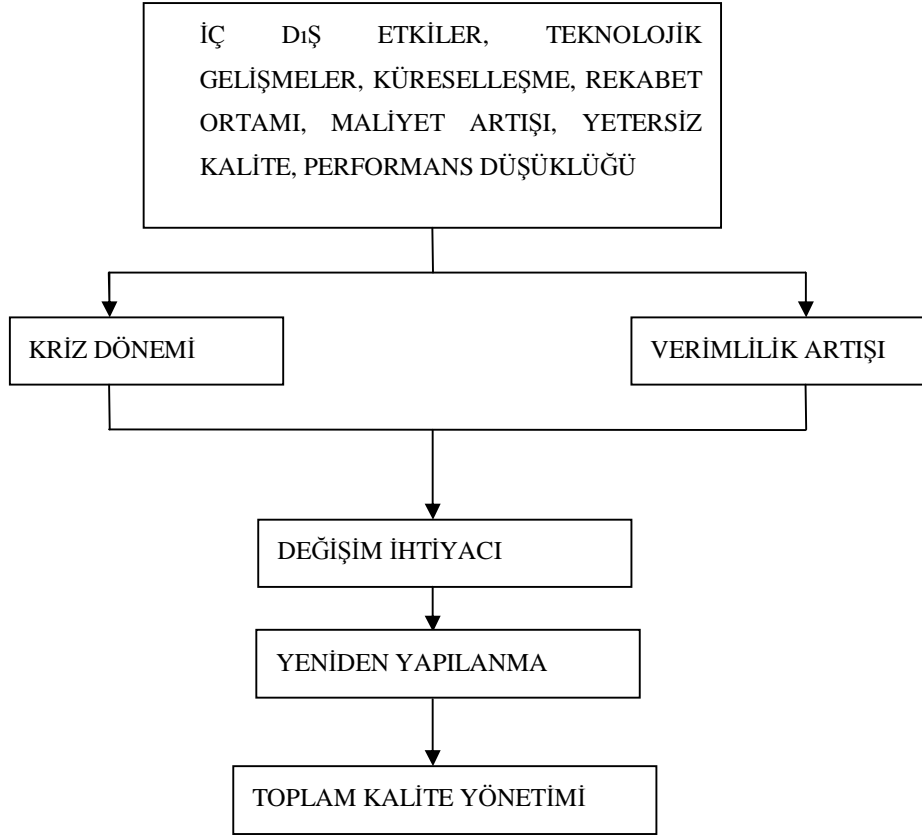 İÇ DıŞ ETKİLER, TEKNOLOJİK
GELİŞMELER, KÜRESELLEŞME, REKABET
ORTAMI, MALİYET ARTIŞI, YETERSİZ
KALİTE, PERFORMANS DÜŞÜKLÜĞÜ
KRİZ DÖNEMİ
VERİMLİLİK ARTIŞI
DEĞİŞİM İHTİYACI
YENİDEN YAPILANMA
TOPLAM KALİTE YÖNETİMİ